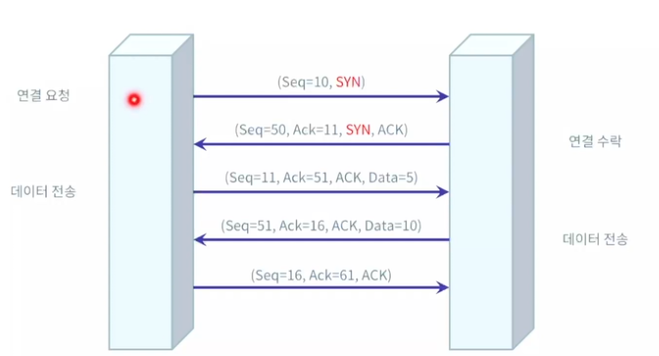 (Seq=10, SYN)
연결 요청
(Seq=50, Ack=11, SYN, ACK)
연결 수락
(Seq=11, Ack=51, ACK, Data=5)
데이터 전송
(Seq=51, Ack=16, ACK, Data=10)
데이터 전송
(Seq=16, Ack=61, ACK)